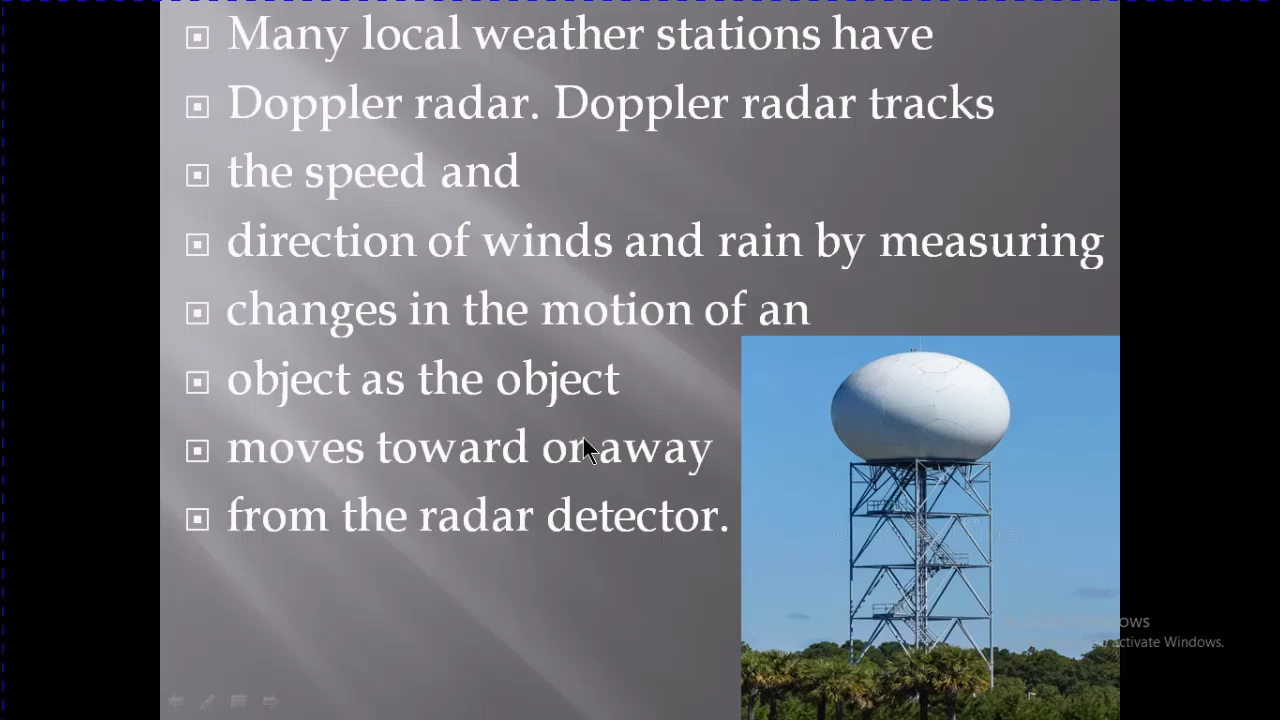 Many local weather stations have
Doppler radar. Doppler radar tracks
the speed and
direction of winds and rain by measuring
changes in the motion of an
object as the object
moves toward or away
from the radar detector.
activate Windows.